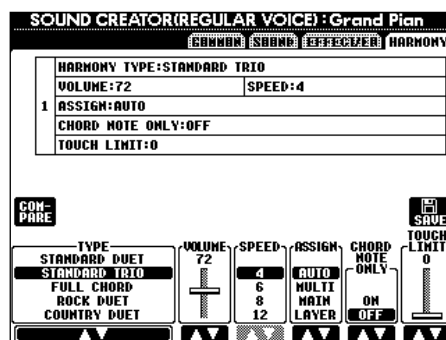 SOUND CREATOR(REGULAR VOICE):Grand Pian
COMMON SOUND EFFECT/EQ HARMONY
HARMONY TYPE:STANDARD TRIO
VOLUME:72 SPEED:4
1 ASSIGN:AUTO
CHORD NOTE ONLY:OFF
TOUCH LIMIT:0
COM-
PARE
SAVE
TYPE VOLUME SPEED ASSIGN CHORD NOTE ONLY TOUCH LIMIT
STANDARD DUET 72 0
STANDARD TRIO 4 AUTO
FULL CHORD 6 MULTI
ROCK DUET 8 MAIN ON
COUNTRY DUET 12 LAYER OFF